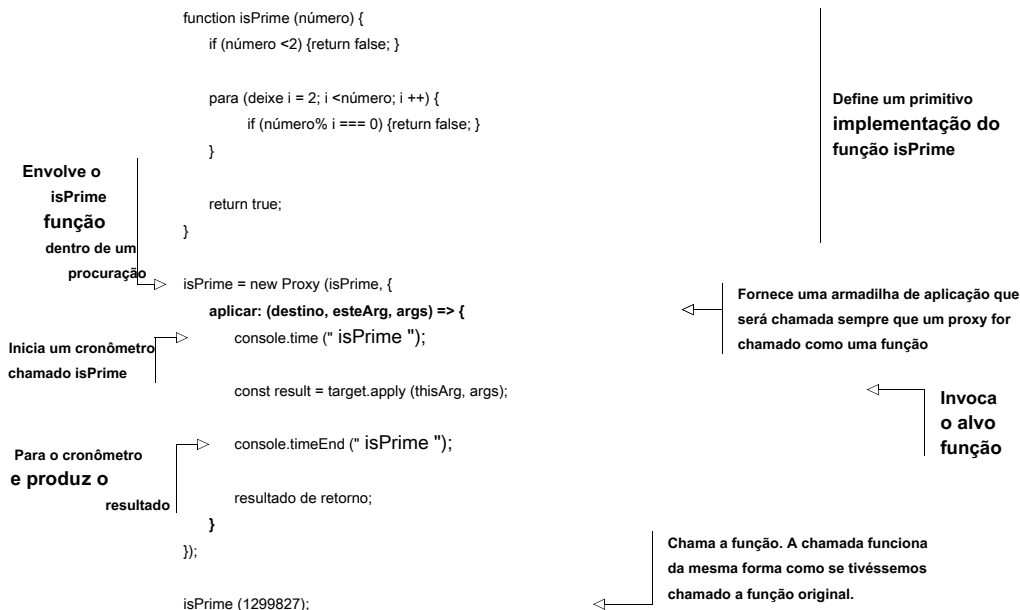 function isPrime (número) {
if (número <2) {return false; }
para (deixe i = 2; i <número; i ++) {
if (número% i === 0) {return false; }
}
return true;
}
Define um primitivo
implementação do
função isPrime
Envolve o
isPrime
função
dentro de um
procuração
isPrime = new Proxy (isPrime, {
aplicar: (destino, esteArg, args) => {
Fornece uma armadilha de aplicação que
será chamada sempre que um proxy for
chamado como uma função
console.time (" isPrime ");
Inicia um cronômetro
chamado isPrime
const result = target.apply (thisArg, args);
Invoca
o alvo
função
console.timeEnd (" isPrime ");
Para o cronômetro
e produz o
resultado
resultado de retorno;
}
});
isPrime (1299827);
Chama a função. A chamada funciona
da mesma forma como se tivéssemos
chamado a função original.